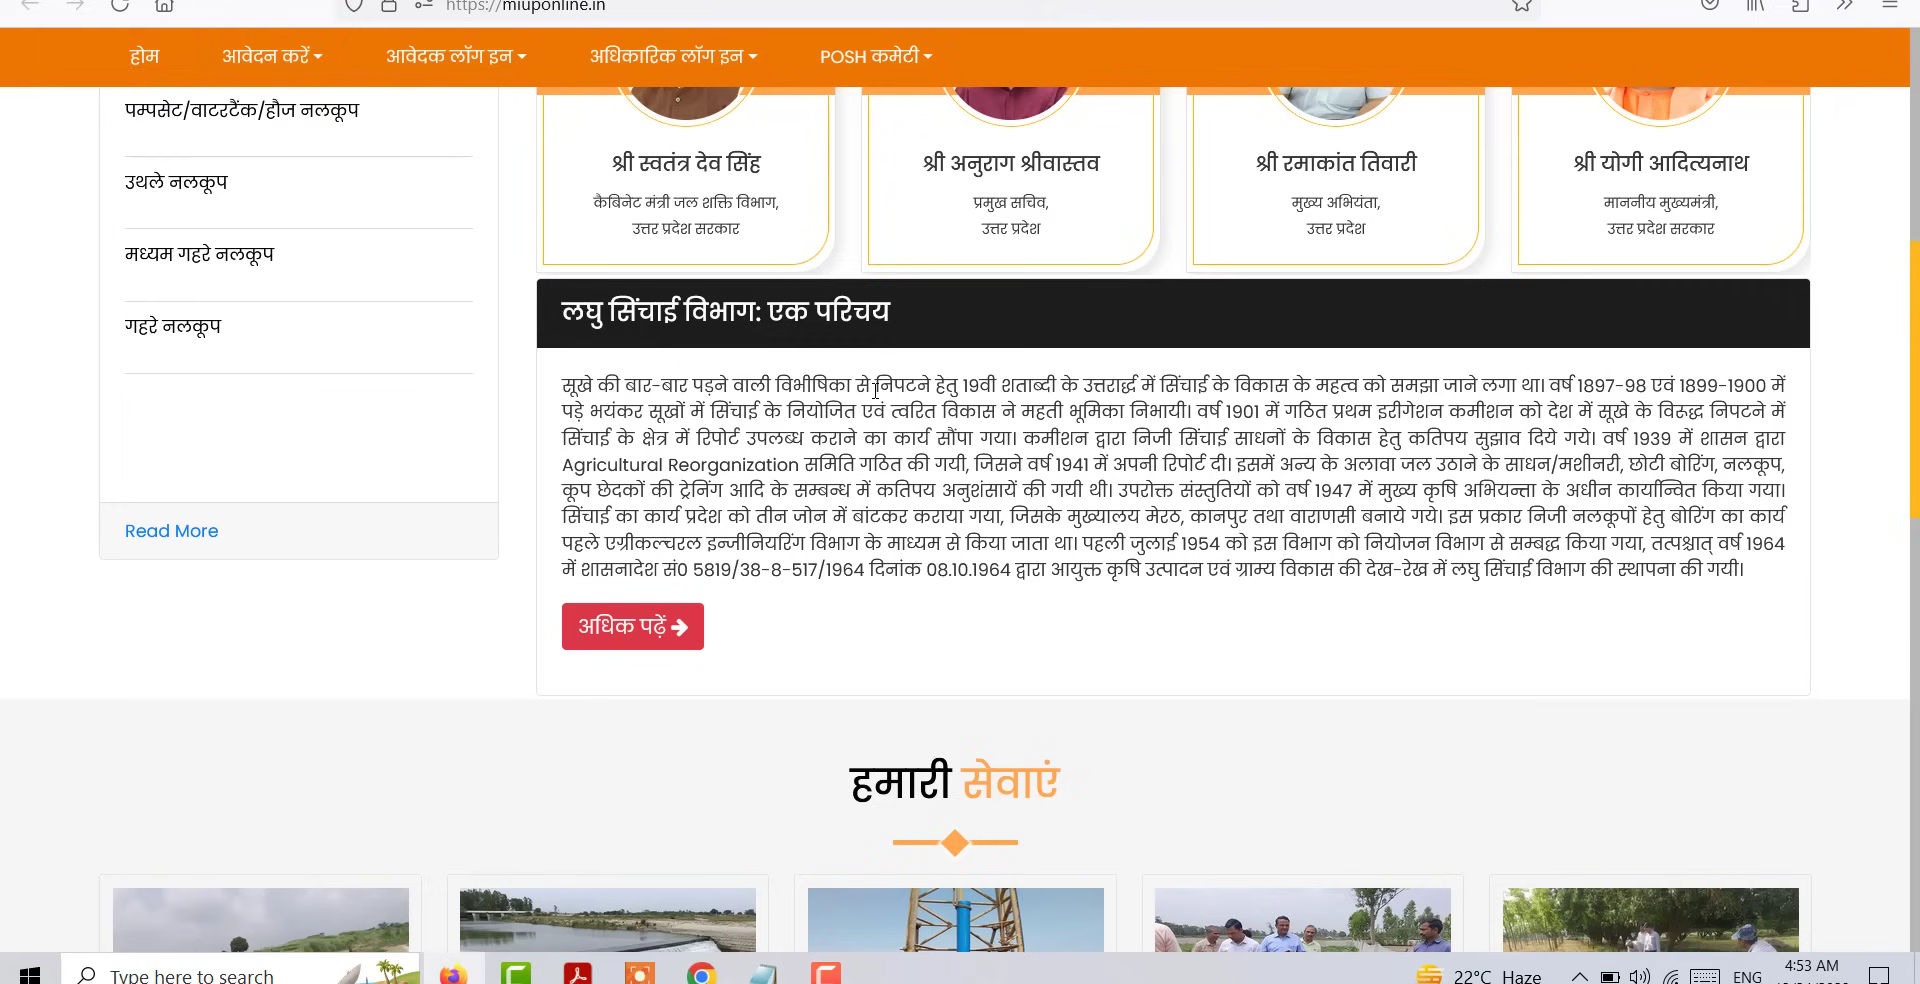 https://miuponline.in
होम आवेदन करें आवेदक लॉग इन अधिकारिक लॉग इन POSH कमेटी
पम्पसेट/वाटरटैंक/हौज नलकूप
उथले नलकूप
मध्यम गहरे नलकूप
गहरे नलकूप
Read More
श्री स्वतंत्र देव सिंह
कैबिनेट मंत्री जल शक्ति विभाग,
उत्तर प्रदेश सरकार
श्री अनुराग श्रीवास्तव
प्रमुख सचिव,
उत्तर प्रदेश
श्री रमाकांत तिवारी
मुख्य अभियंता,
उत्तर प्रदेश
श्री योगी आदित्यनाथ
माननीय मुख्यमंत्री,
उत्तर प्रदेश सरकार
लघु सिंचाई विभाग: एक परिचय
सूखे की बार-बार पड़ने वाली विभीषिका से निपटने हेतु 19वी शताब्दी के उत्तरार्द्ध में सिंचाई के विकास के महत्व को समझा जाने लगा था। वर्ष 1897-98 एवं 1899-1900 में
पड़े भयंकर सूखों में सिंचाई के नियोजित एवं त्वरित विकास ने महती भूमिका निभायी। वर्ष 1901 में गठित प्रथम इरीगेशन कमीशन को देश में सूखे के विरूद्ध निपटने में
सिंचाई के क्षेत्र में रिपोर्ट उपलब्ध कराने का कार्य सौंपा गया। कमीशन द्वारा निजी सिंचाई साधनों के विकास हेतु कतिपय सुझाव दिये गये। वर्ष 1939 में शासन द्वारा
Agricultural Reorganization समिति गठित की गयी, जिसने वर्ष 1941 में अपनी रिपोर्ट दी। इसमें अन्य के अलावा जल उठाने के साधन/मशीनरी, छोटी बोरिंग, नलकूप,
कूप छेदकों की ट्रेनिंग आदि के सम्बन्ध में कतिपय अनुशंसायें की गयी थी। उपरोक्त संस्तुतियों को वर्ष 1947 में मुख्य कृषि अभियन्ता के अधीन कार्यान्वित किया गया।
सिंचाई का कार्य प्रदेश को तीन जोन में बांटकर कराया गया, जिसके मुख्यालय मेरठ, कानपुर तथा वाराणसी बनाये गये। इस प्रकार निजी नलकूपों हेतु बोरिंग का कार्य
पहले एग्रीकल्चरल इन्जीनियरिंग विभाग के माध्यम से किया जाता था। पहली जुलाई 1954 को इस विभाग को नियोजन विभाग से सम्बद्ध किया गया, तत्पश्चात् वर्ष 1964
में शासनादेश सं0 5819/38-8-517/1964 दिनांक 08.10.1964 द्वारा आयुक्त कृषि उत्पादन एवं ग्राम्य विकास की देख-रेख में लघु सिंचाई विभाग की स्थापना की गयी।
अधिक पढ़ें
हमारी सेवाएं
Type here to search
22°C Haze
ENG
4:53 AM